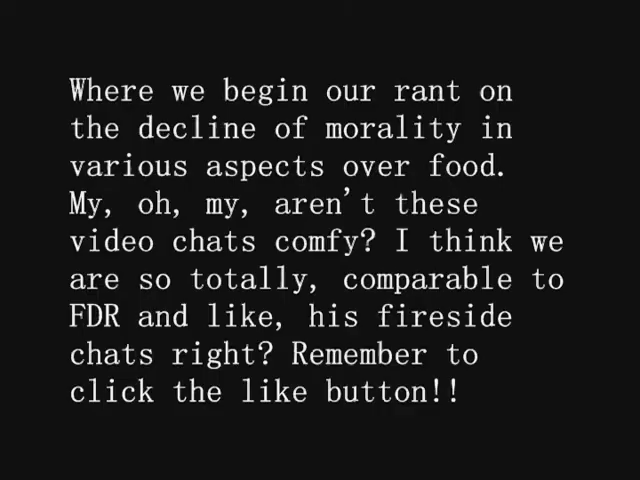 Where we begin our rant on
the decline of morality in
various aspects over food.
My, oh, my, aren't these
video chats comfy? I think we
are so totally, comparable to
FDR and like, his fireside
chats right? Remember to
click the like button!!